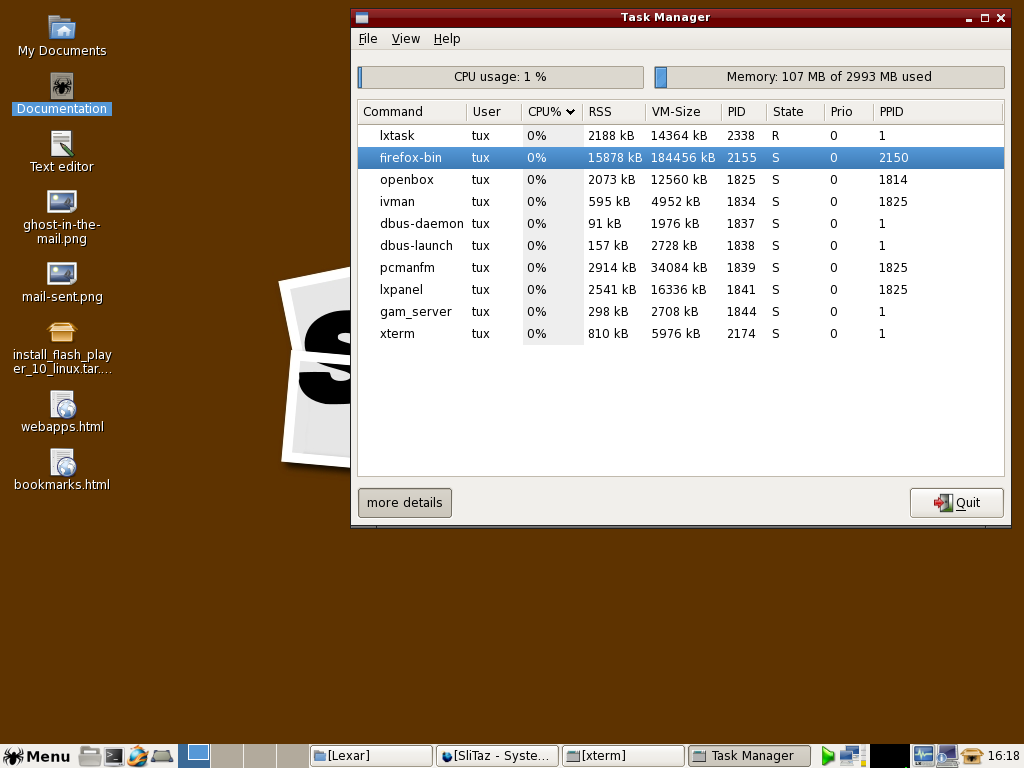 My Documents
Documentation
Text editor
ghost-in-the-
mail.png
mail-sent.png
install_flash_play
er_10_linux.tar....
webapps.html
bookmarks.html
Task Manager
File View Help
CPU usage: 1 % Memory: 107 MB of 2993 MB used
Command User CPU% RSS VM-Size PID State Prio PPID
lxtask tux 0% 2188 kB 14364 kB 2338 R 0 1
firefox-bin tux 0% 15878 kB 184456 kB 2155 S 0 2150
openbox tux 0% 2073 kB 12560 kB 1825 S 0 1814
ivman tux 0% 595 kB 4952 kB 1834 S 0 1825
dbus-daemon tux 0% 91 kB 1976 kB 1837 S 0 1
dbus-launch tux 0% 157 kB 2728 kB 1838 S 0 1
pcmanfm tux 0% 2914 kB 34084 kB 1839 S 0 1825
lxpanel tux 0% 2541 kB 16336 kB 1841 S 0 1825
gam_server tux 0% 298 kB 2708 kB 1844 S 0 1
xterm tux 0% 810 kB 5976 kB 2174 S 0 1
more details Quit
Menu [Lexar] [SliTaz - Syste... [xterm] Task Manager 16:18